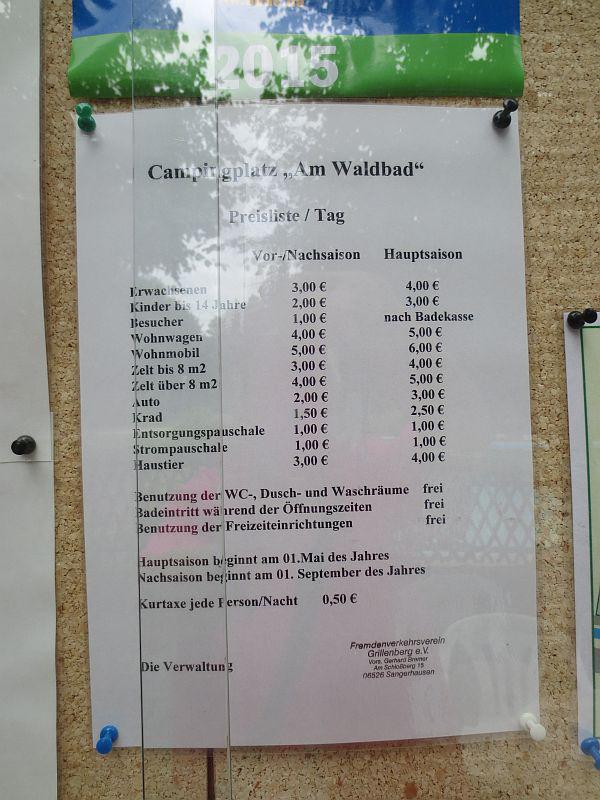 2015
Campingplatz „Am Waldbad“
Preisliste / Tag
Vor-/Nachsaison Hauptsaison
Erwachsenen 3,00 € 4,00 €
Kinder bis 14 Jahre 2,00 € 3,00 €
Besucher 1,00 € nach Badekasse
Wohnwagen 4,00 € 5,00 €
Wohnmobil 5,00 € 6,00 €
Zelt bis 8 m2 3,00 € 4,00 €
Zelt über 8 m2 4,00 € 5,00 €
Auto 2,00 € 3,00 €
Krad 1,50 € 2,50 €
Entsorgungspauschale 1,00 € 1,00 €
Strompauschale 1,00 € 1,00 €
Haustier 3,00 € 4,00 €
Benutzung der WC-, Dusch- und Waschräume frei
Badeintritt während der Öffnungszeiten frei
Benutzung der Freizeiteinrichtungen frei
Hauptsaison beginnt am 01.Mai des Jahres
Nachsaison beginnt am 01. September des Jahres
Kurtaxe jede Person/Nacht 0,50 €
Die Verwaltung
Fremdenverkehrsverein
Grillenberg e.V.
Vors. Gerhard Bremer
Am Schloßberg 15
06526 Sangerhausen